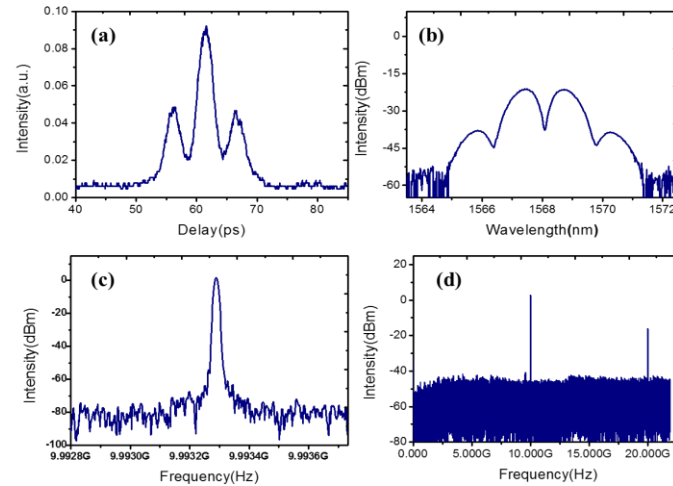 (a)
0.10
0.08
0.06
0.04
0.02
0.00
Intensity(a.u.)
40 50 60 70 80
Delay(ps)
(b)
0
-15
-30
-45
-60
Intensity(dBm)
1564 1566 1568 1570 1572
Wavelength(nm)
(c)
0
-20
-40
-60
-80
-100
Intensity(dBm)
9.9928G 9.9930G 9.9932G 9.9934G 9.9936G
Frequency(Hz)
(d)
20
0
-20
-40
-60
-80
Intensity(dBm)
0.000 5.000G 10.000G 15.000G 20.000G
Frequency(Hz)